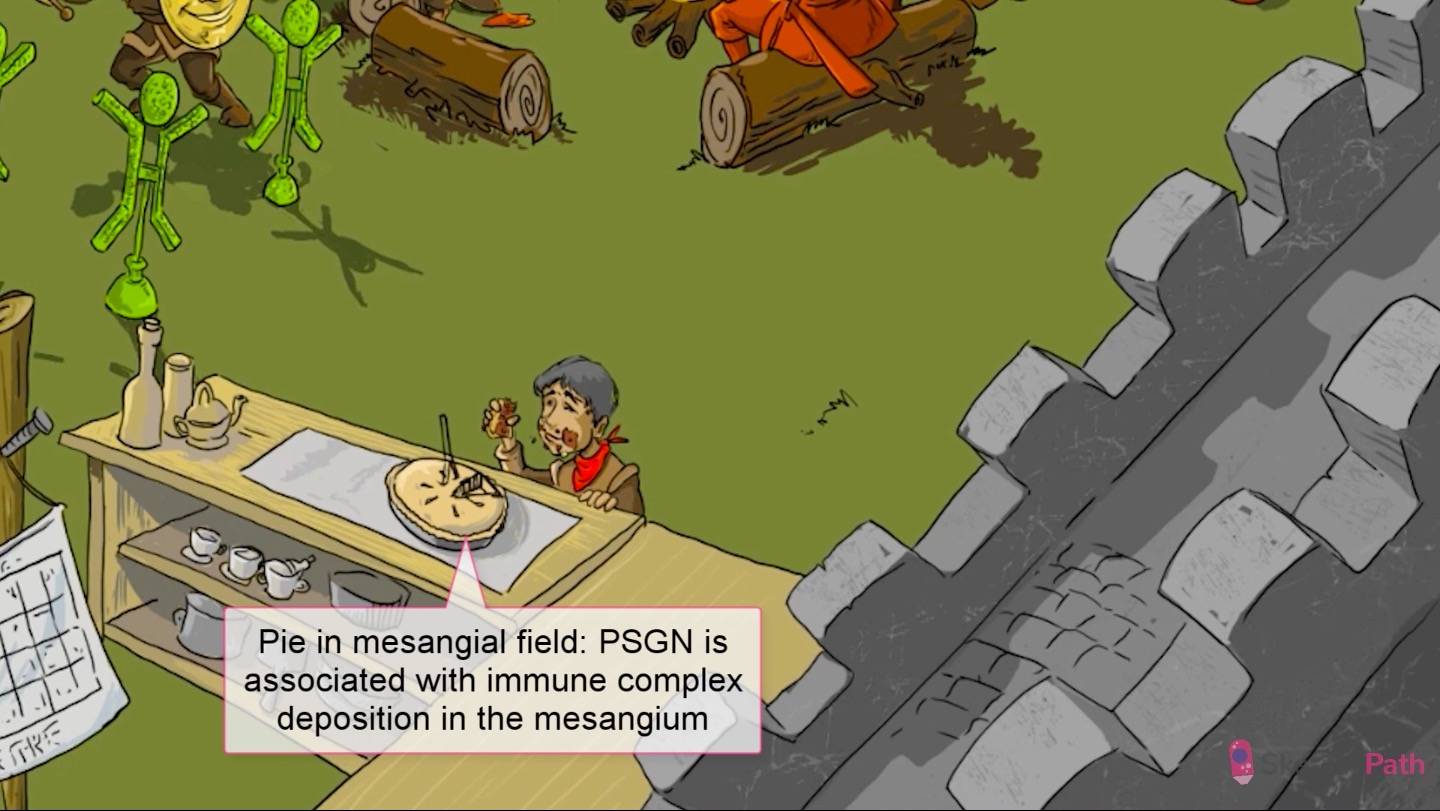 Pie in mesangial field: PSGN is
associated with immune complex
deposition in the mesangium
Path